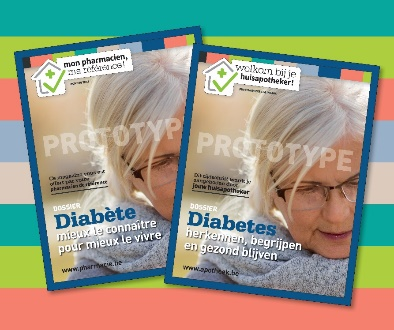 mon pharmacien,
ma référence!
PROTOTYPE
Ce magazine vous est
offert par votre
pharmacien de référence
DOSSIER
Diabète
mieux le connaître
pour mieux le vivre
www.pharmacie.be
welkom bij je
huisapotheker!
PROTOTYPE
Dit magazine wordt je
aangeboden door
jouw huisapotheker
DOSSIER
Diabetes
herkennen, begrijpen
en gezond blijven
www.apotheek.be